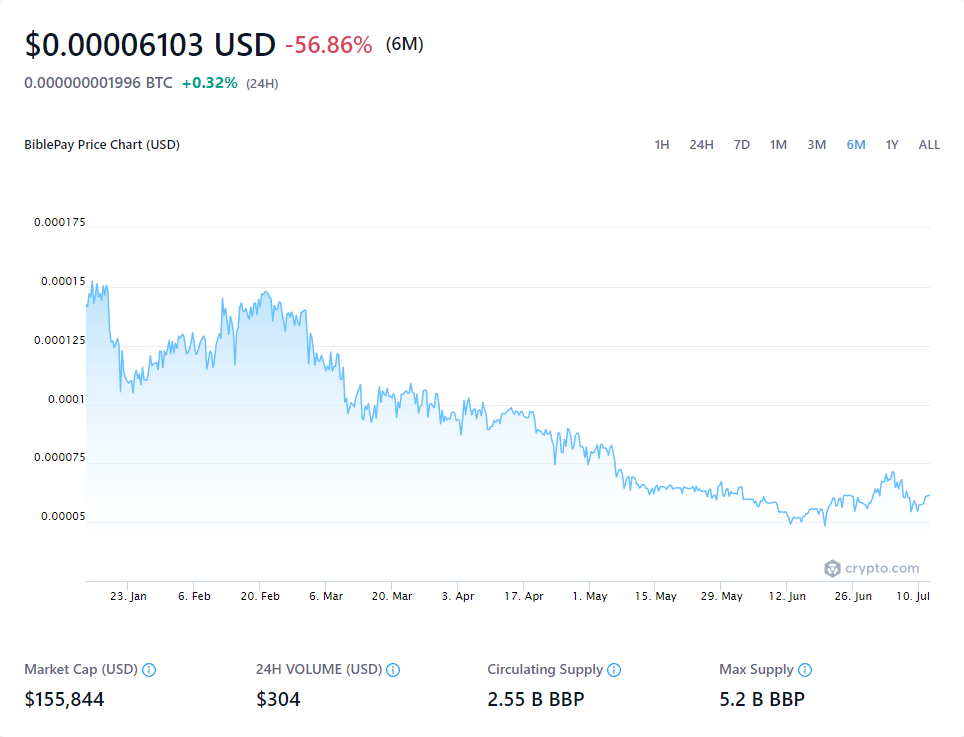 $0.00006103 USD -56.86% (6M)
0.000000001996 BTC +0.32% (24H)
BiblePay Price Chart (USD) 1H 24H 7D 1M 3M 6M 1Y ALL
0.000175
0.00015
0.000125
0.0001
0.000075
0.00005
crypto.com
23. Jan 6. Feb 20. Feb 6. Mar 20. Mar 3. Apr 17. Apr 1. May 15. May 29. May 12. Jun 26. Jun 10. Jul
Market Cap (USD) 24H VOLUME (USD) Circulating Supply Max Supply
$155,844 $304 2.55 B BBP 5.2 B BBP